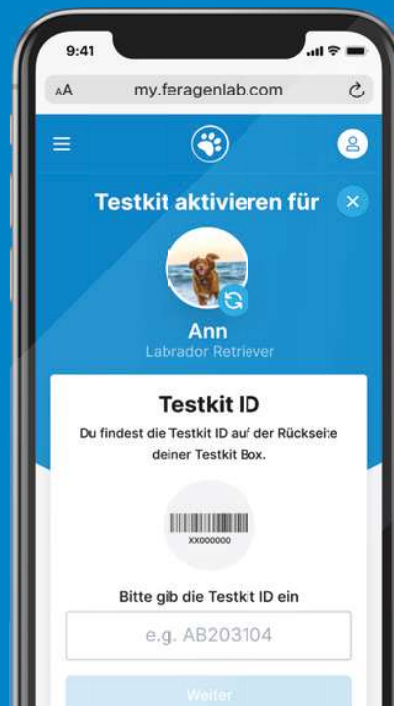 9:41
AA my.feragenlab.com
Testkit aktivieren für
Ann
Labrador Retriever
Testkit ID
Du findest die Testkit ID auf der Rückseite
deiner Testkit Box.
XX000000
Bitte gib die Testkit ID ein
e.g. AB203104
Weiter